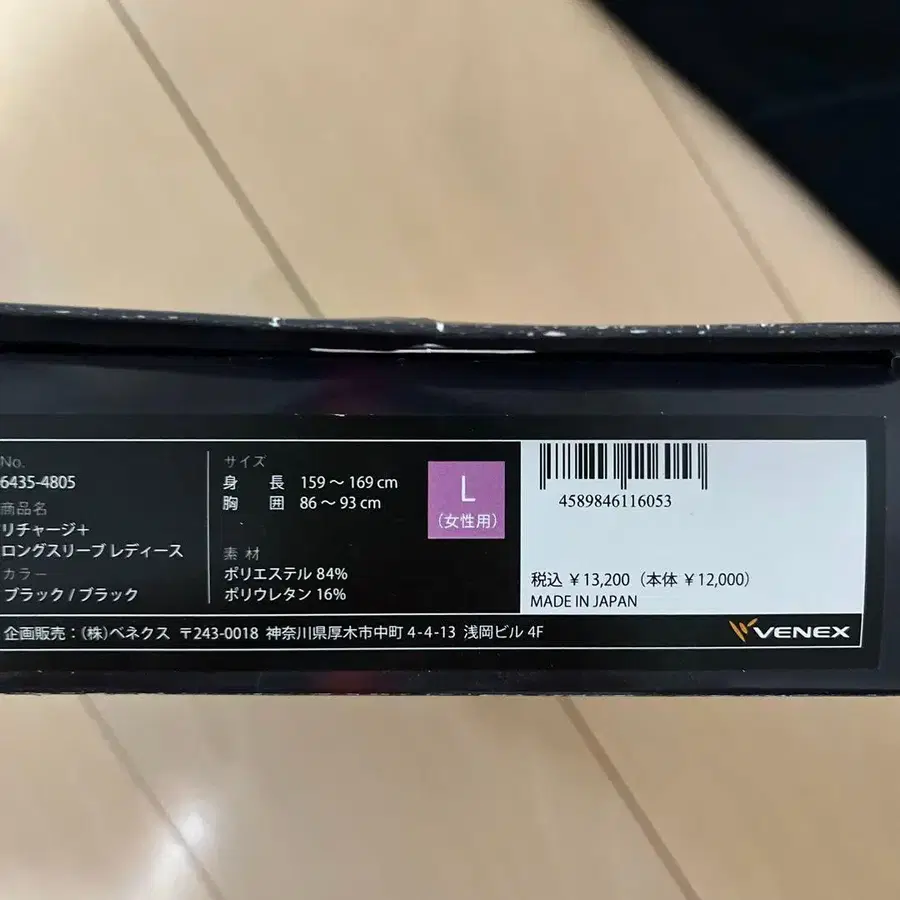 No.
6435-4805
商品名
リチャージ＋
ロングスリーブ レディース
カラー
ブラック / ブラック
サイズ
身 長 159～169 cm
胸 囲 86～93 cm
素 材
ポリエステル 84%
ポリウレタン 16%
L
（女性用）
4589846116053
税込 ￥13,200（本体 ￥12,000）
MADE IN JAPAN
企画販売：（株）ベネクス 〒243-0018 神奈川県厚木市中町 4-4-13 浅岡ビル 4F
VENEX